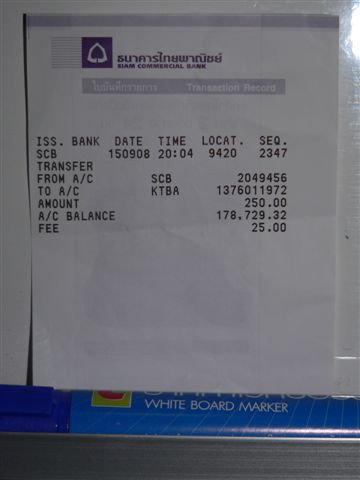 ธนาคารไทยพาณิชย์
SIAM COMMERCIAL BANK
ใบบันทึกรายการ Transaction Record
ISS. BANK DATE TIME LOCAT. SEQ.
SCB 150908 20:04 9420 2347
TRANSFER
FROM A/C SCB 2049456
TO A/C KTBA 1376011972
AMOUNT 250.00
A/C BALANCE 178,729.32
FEE 25.00
WHITE BOARD MARKER